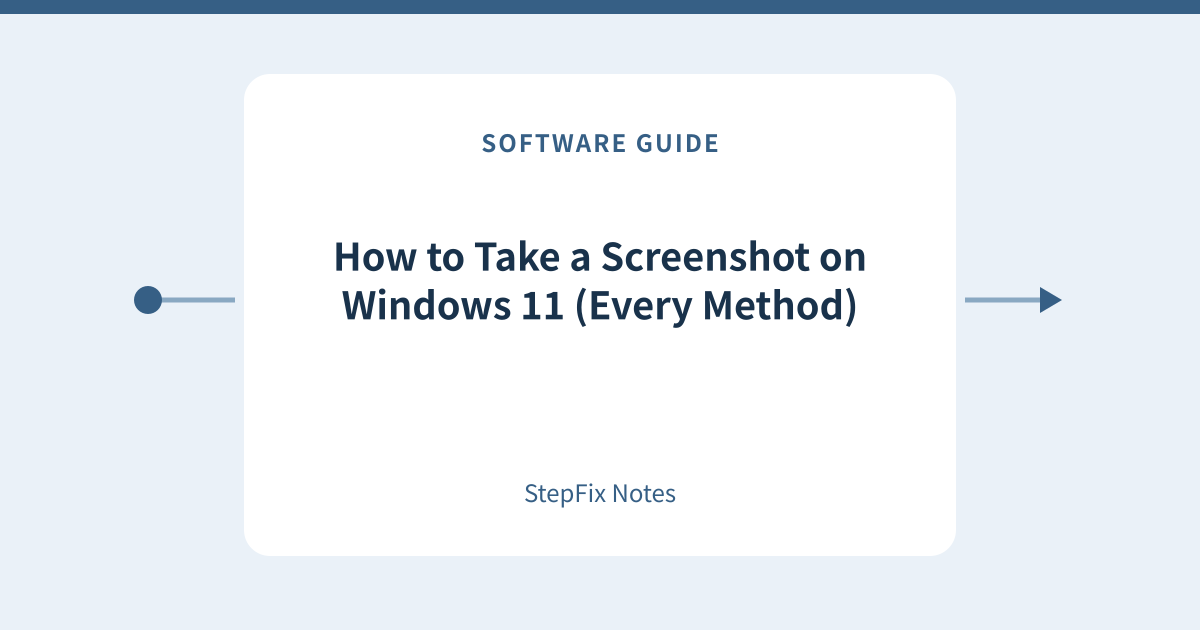 SOFTWARE GUIDE
How to Take a Screenshot on
Windows 11 (Every Method)
StepFix Notes